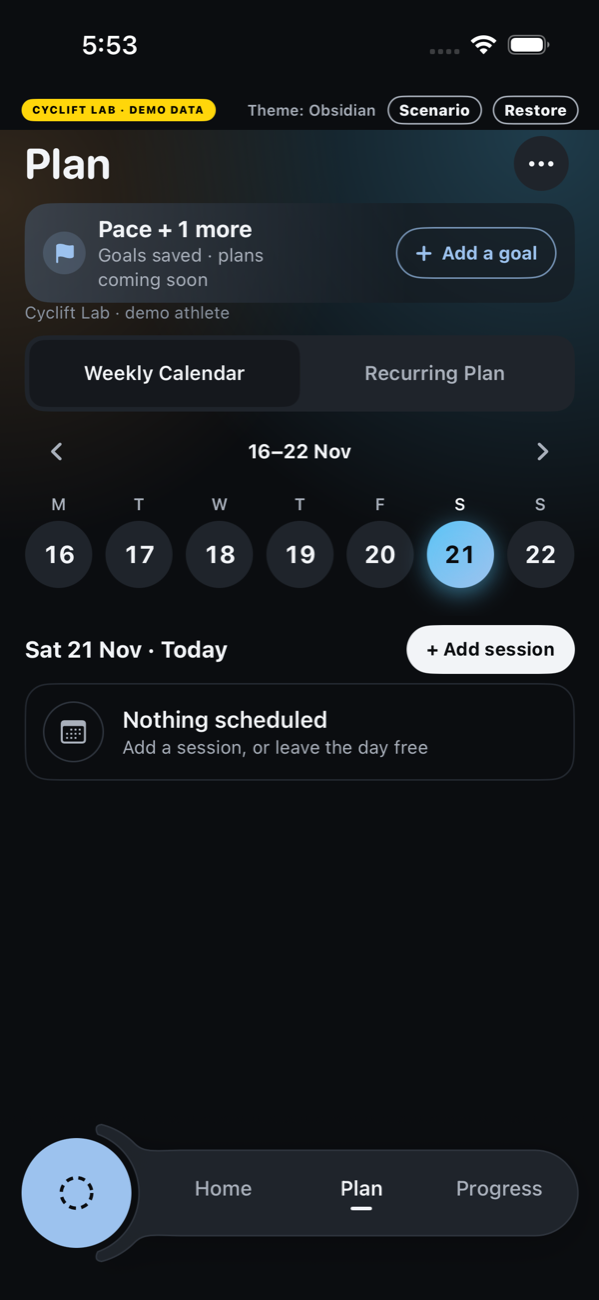 5:53
CYCLIFT LAB · DEMO DATA
Theme: Obsidian
Scenario
Restore
Plan
Pace + 1 more
Goals saved · plans
coming soon
+ Add a goal
Cyclift Lab · demo athlete
Weekly Calendar
Recurring Plan
16–22 Nov
M T W T F S S
16 17 18 19 20 21 22
Sat 21 Nov · Today
+ Add session
Nothing scheduled
Add a session, or leave the day free
Home
Plan
Progress